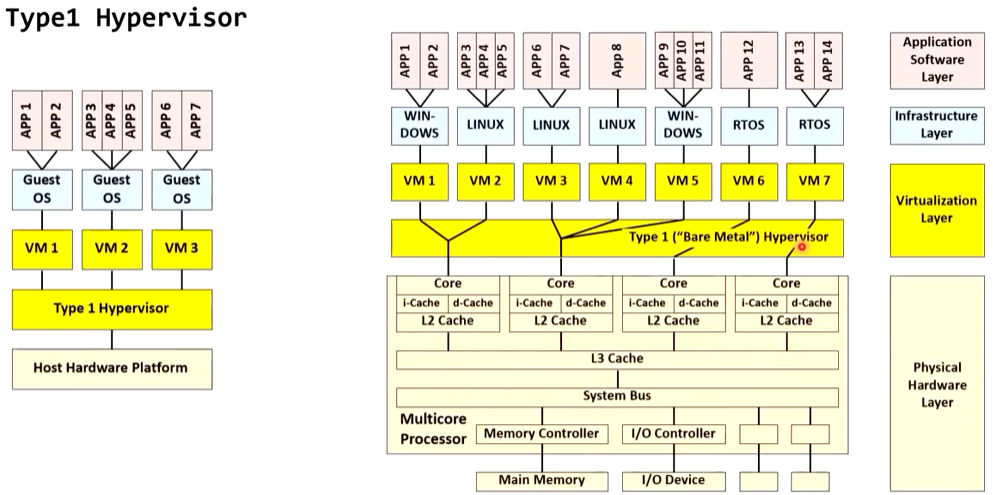 Type1 Hypervisor
APP 1
APP 2
APP 3
APP 4
APP 5
APP 6
APP 7
Guest
OS
Guest
OS
Guest
OS
VM 1
VM 2
VM 3
Type 1 Hypervisor
Host Hardware Platform
APP 1
APP 2
APP 3
APP 4
APP 5
APP 6
APP 7
App 8
APP 9
APP 10
APP 11
APP 12
APP 13
APP 14
WIN-
DOWS
LINUX
LINUX
LINUX
WIN-
DOWS
RTOS
RTOS
VM 1
VM 2
VM 3
VM 4
VM 5
VM 6
VM 7
Type 1 (“Bare Metal”) Hypervisor
Core
i-Cache
d-Cache
L2 Cache
Core
i-Cache
d-Cache
L2 Cache
Core
i-Cache
d-Cache
L2 Cache
Core
i-Cache
d-Cache
L2 Cache
L3 Cache
System Bus
Multicore
Processor
Memory Controller
I/O Controller
Main Memory
I/O Device
Application
Software
Layer
Infrastructure
Layer
Virtualization
Layer
Physical
Hardware
Layer